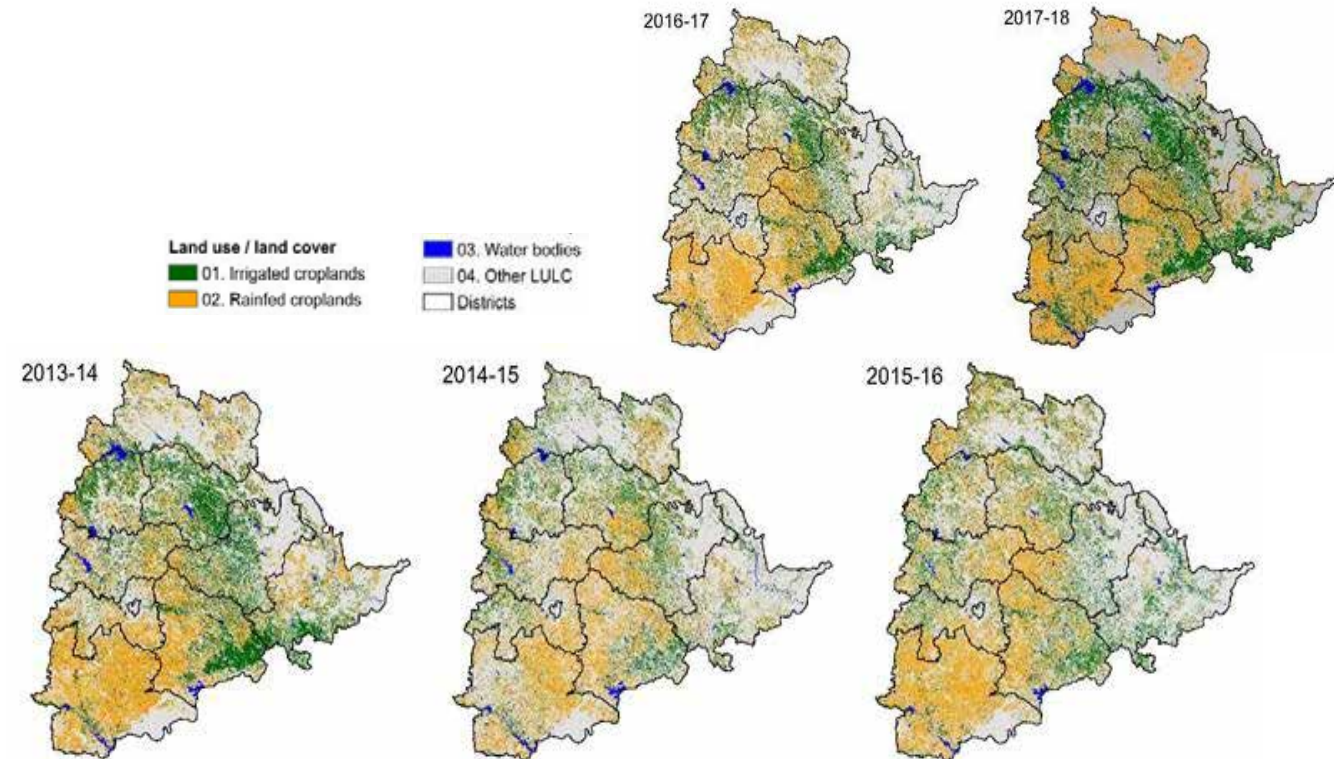 2016-17
2017-18
Land use / land cover
01. Irrigated croplands
02. Rainfed croplands
03. Water bodies
04. Other LULC
Districts
2013-14
2014-15
2015-16